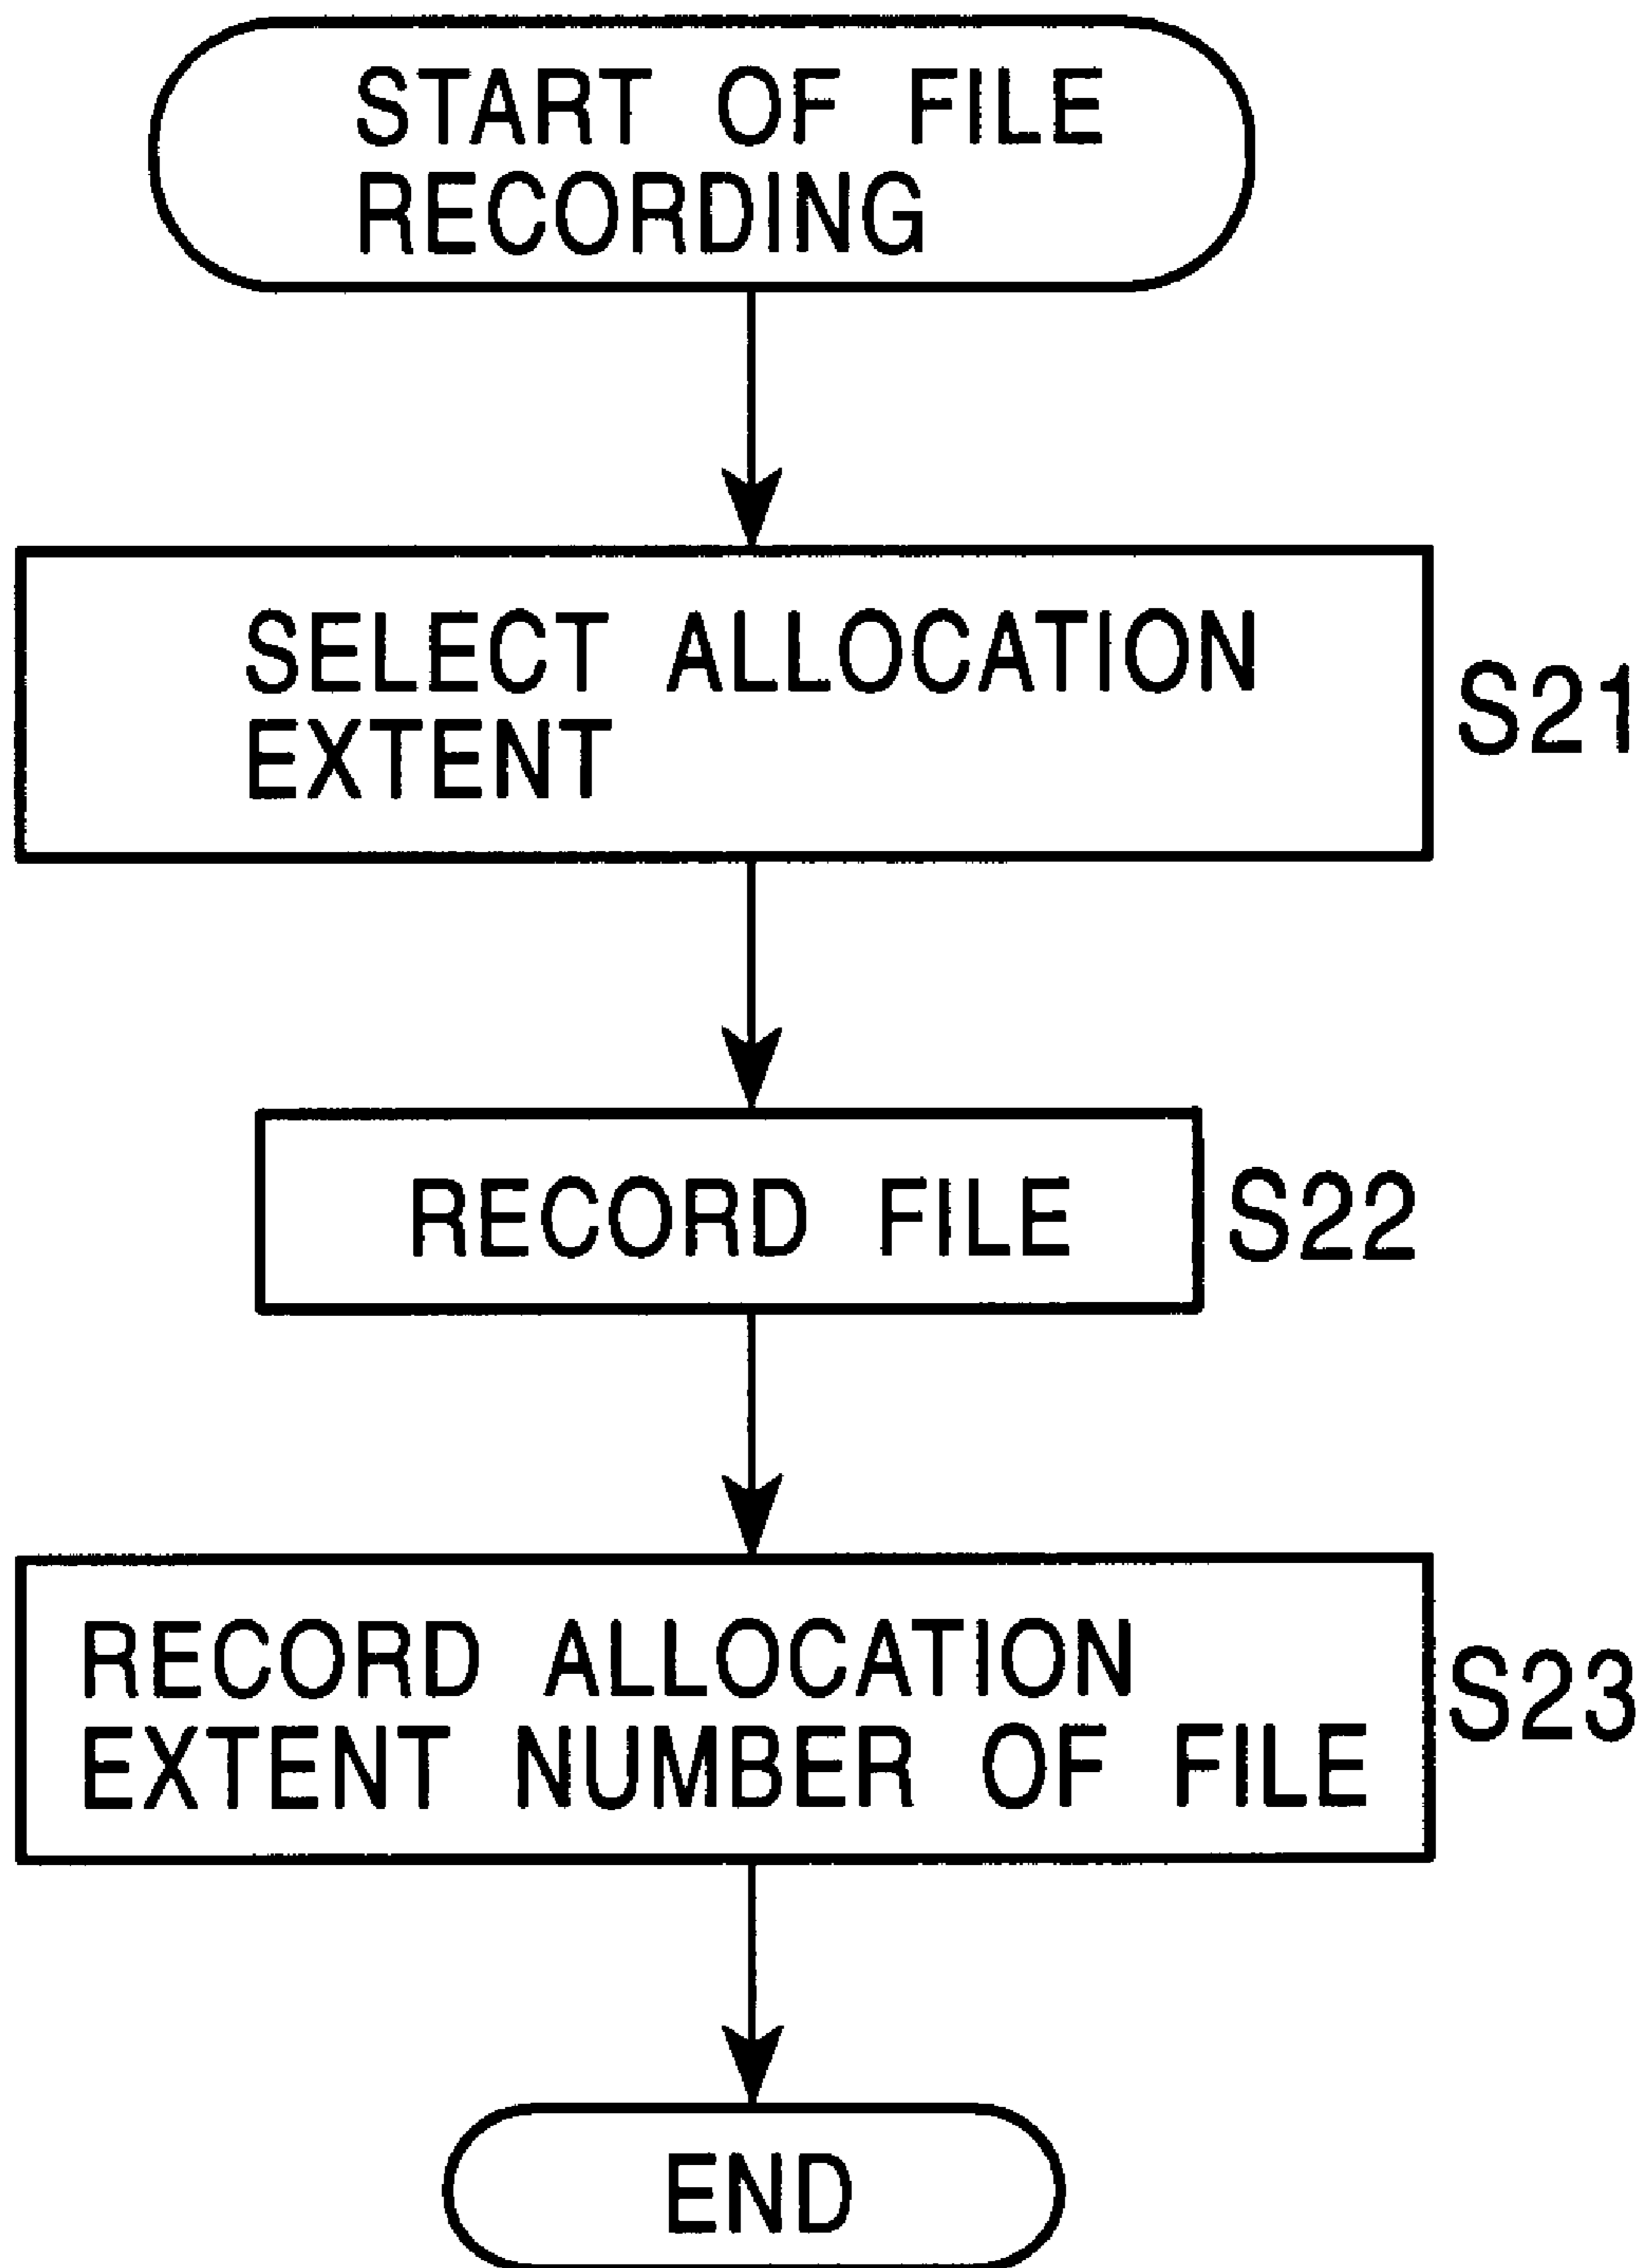 START OF FILE
RECORDING
SELECT ALLOCATION
EXTENT
S21
RECORD FILE
S22
RECORD ALLOCATION
EXTENT NUMBER OF FILE
S23
END